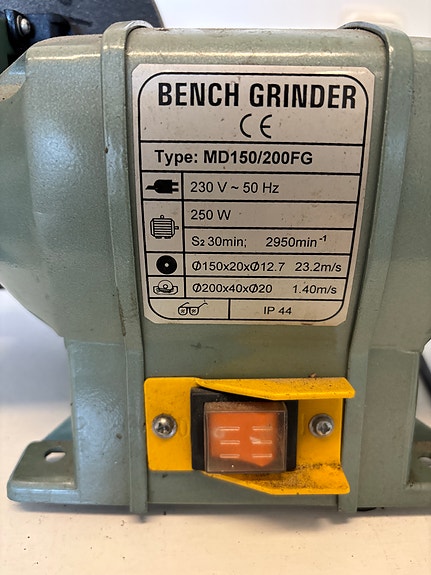 BENCH GRINDER
CE
Type: MD150/200FG
230 V ~ 50 Hz
250 W
S₂ 30min; 2950min⁻¹
Ø150x20xØ12.7 23.2m/s
Ø200x40xØ20 1.40m/s
IP 44